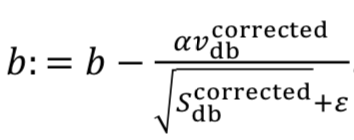 b: = b − αv_db^corrected / √(S_db^corrected) + ε